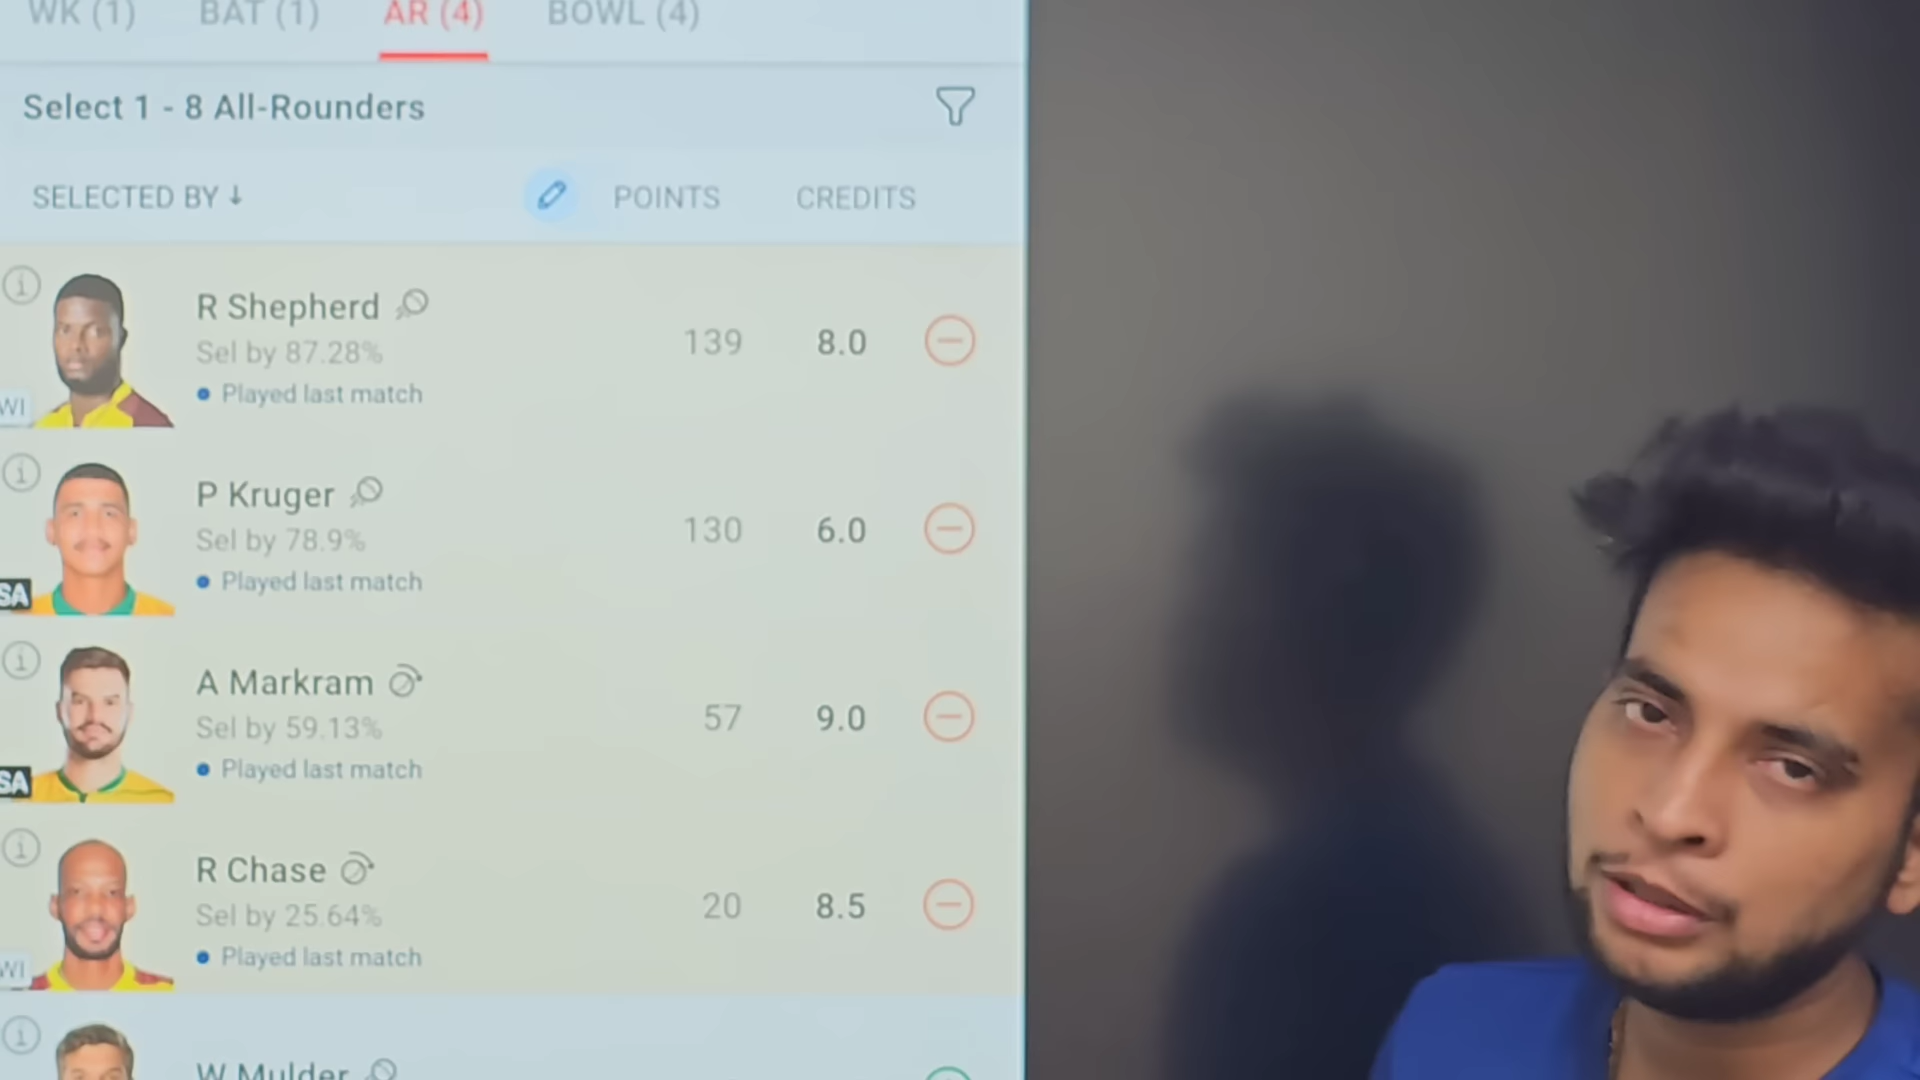 WK (1) BAT (1) AR (4) BOWL (4)
Select 1 - 8 All-Rounders
SELECTED BY ↓ POINTS CREDITS
R Shepherd
Sel by 87.28%
139 8.0
Played last match
WI
P Kruger
Sel by 78.9%
130 6.0
Played last match
SA
A Markram
Sel by 59.13%
57 9.0
Played last match
SA
R Chase
Sel by 25.64%
20 8.5
Played last match
WI
W Mulder